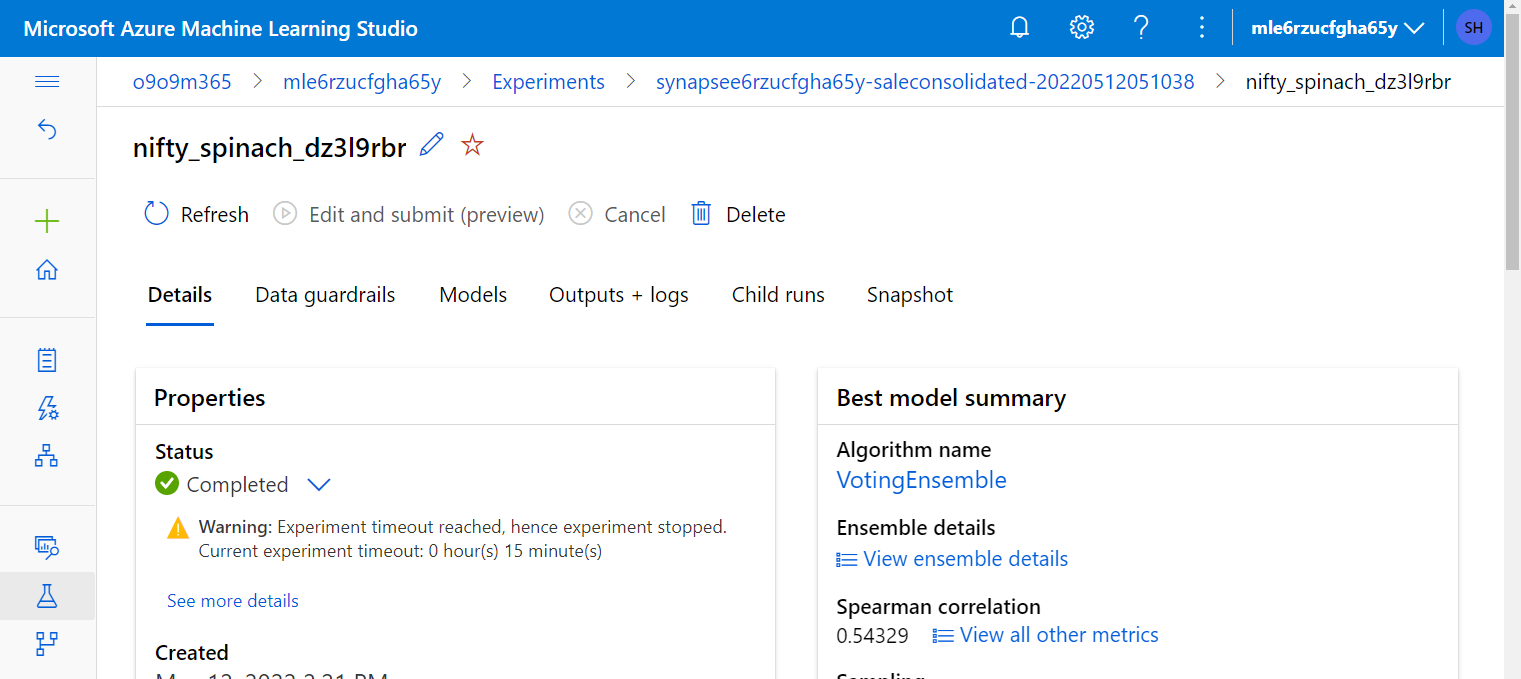 Microsoft Azure Machine Learning Studio
mle6rzucfgha65y
SH
o9o9m365 > mle6rzucfgha65y > Experiments > synapsee6rzucfgha65y-saleconsolidated-20220512051038 > nifty_spinach_dz3l9rbr
nifty_spinach_dz3l9rbr
Refresh Edit and submit (preview) Cancel Delete
Details Data guardrails Models Outputs + logs Child runs Snapshot
Properties
Status
Completed
Warning: Experiment timeout reached, hence experiment stopped.
Current experiment timeout: 0 hour(s) 15 minute(s)
See more details
Created
Best model summary
Algorithm name
VotingEnsemble
Ensemble details
View ensemble details
Spearman correlation
0.54329 View all other metrics